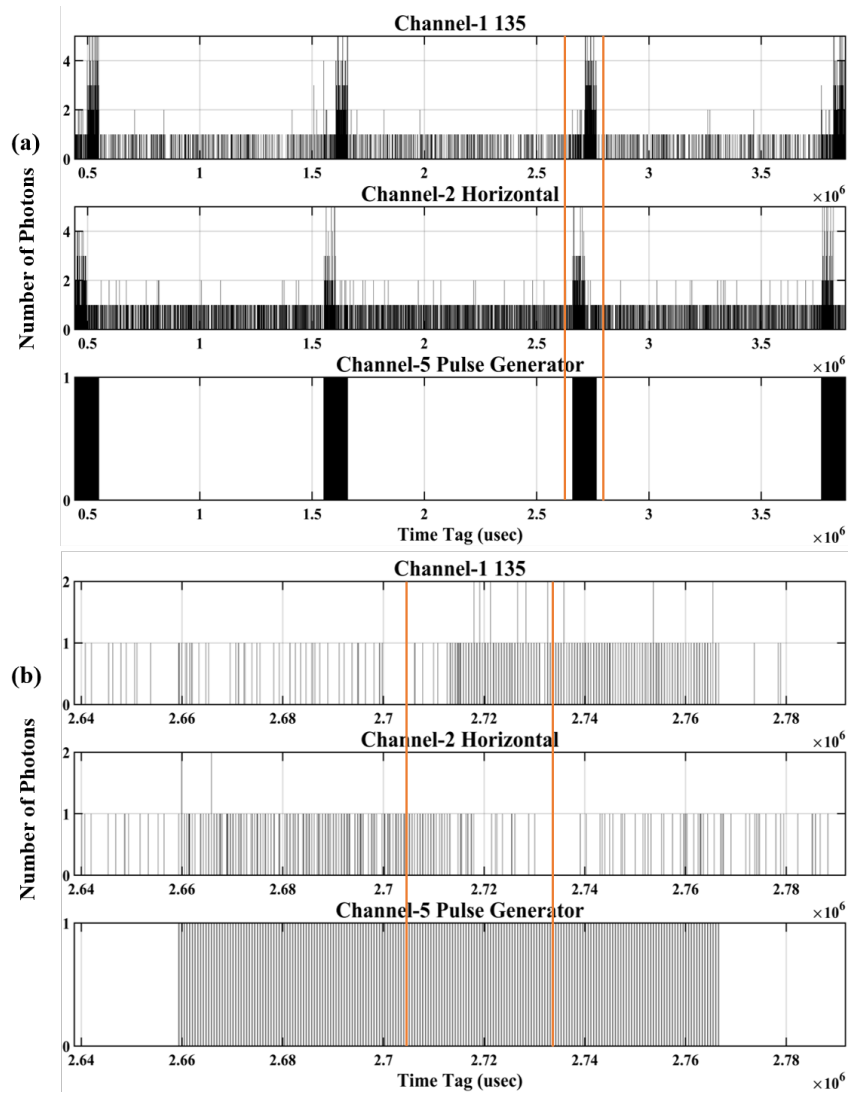 Channel-1 135
(a)
Number of Photons
4
2
0
0.5 1 1.5 2 2.5 3 3.5
×10⁶
Channel-2 Horizontal
4
2
0
0.5 1 1.5 2 2.5 3 3.5
×10⁶
Channel-5 Pulse Generator
1
0
0.5 1 1.5 2 2.5 3 3.5
×10⁶
Time Tag (usec)
Channel-1 135
(b)
Number of Photons
2
1
0
2.64 2.66 2.68 2.7 2.72 2.74 2.76 2.78
×10⁶
Channel-2 Horizontal
2
1
0
2.64 2.66 2.68 2.7 2.72 2.74 2.76 2.78
×10⁶
Channel-5 Pulse Generator
1
0
2.64 2.66 2.68 2.7 2.72 2.74 2.76 2.78
×10⁶
Time Tag (usec)